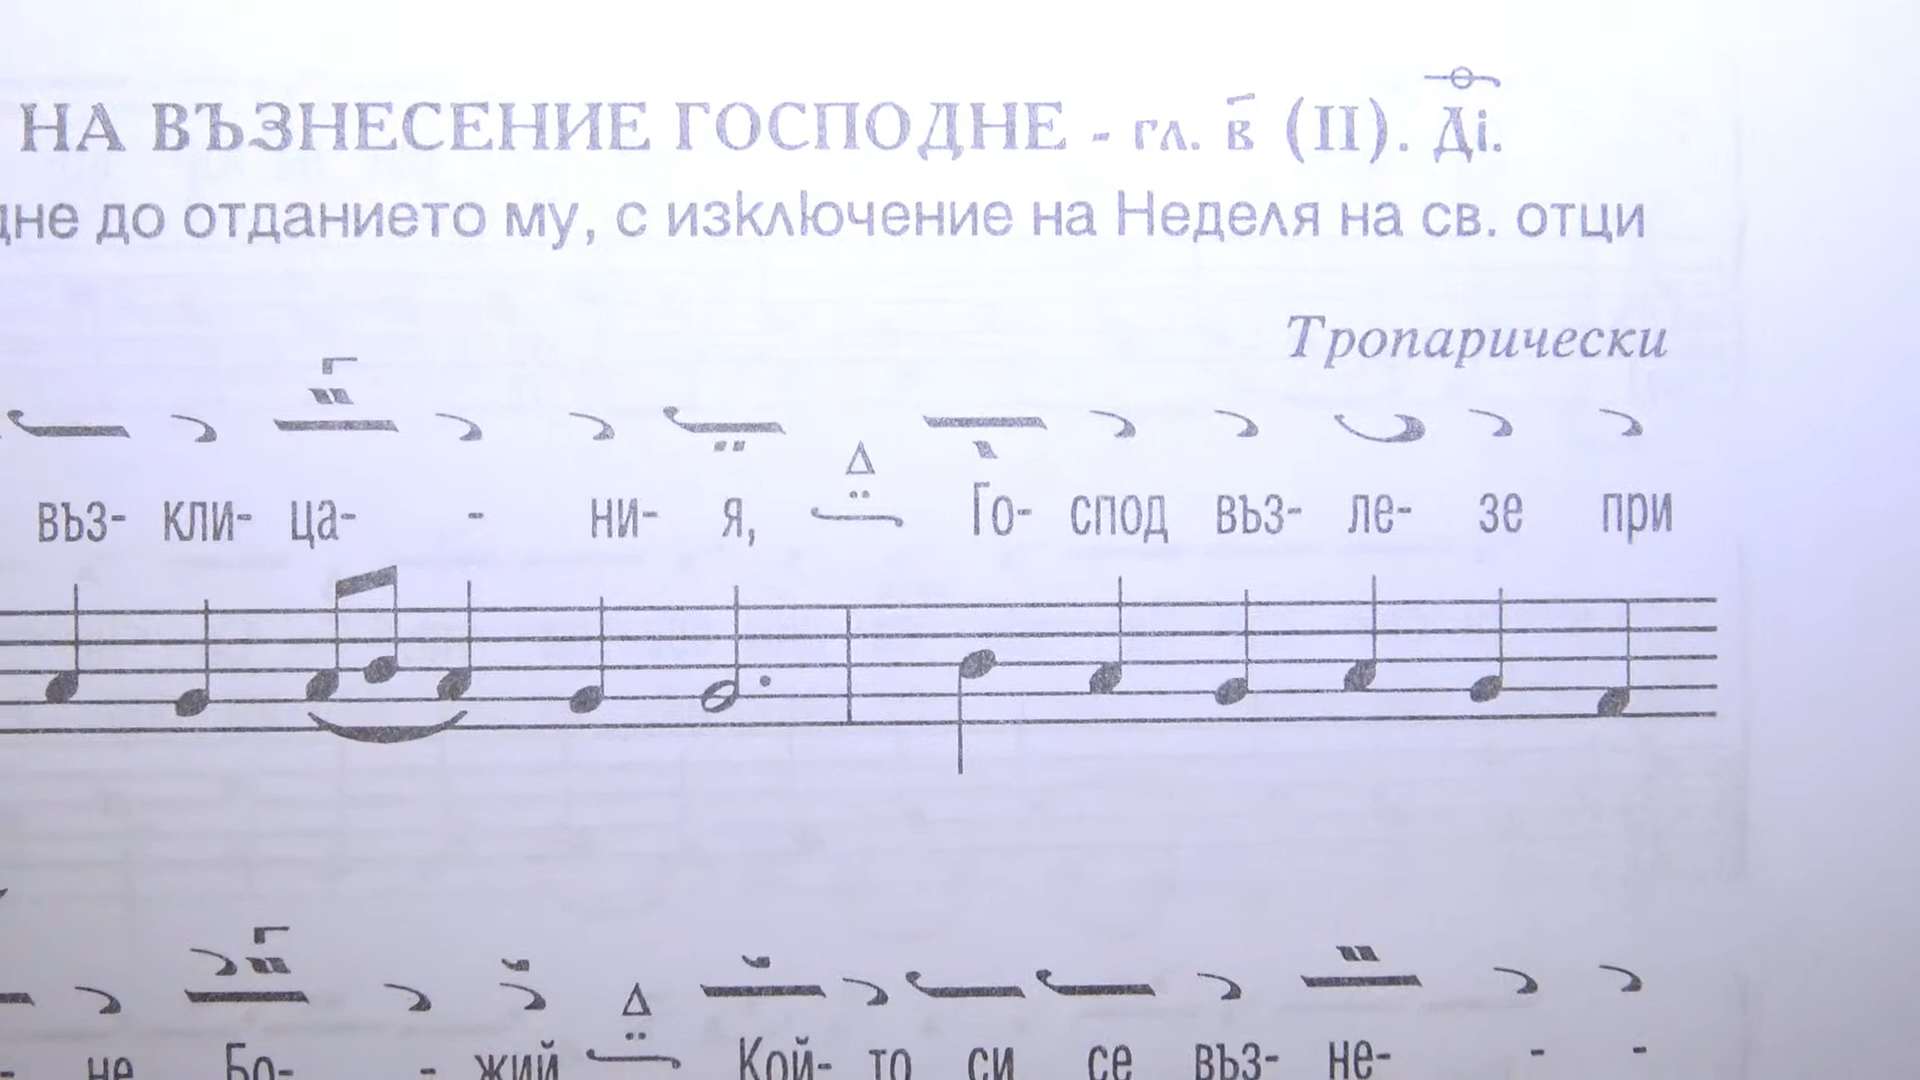 НА ВЪЗНЕСЕНИЕ ГОСПОДНЕ - гл. в (II). Ді.
дне до отданието му, с изключение на Неделя на св. отци
Тропарически
въз- кли- ца- - ни- я, Го- спод въз- ле- зе при
- не Бо- - жий Кой- то си се въз- не- - -